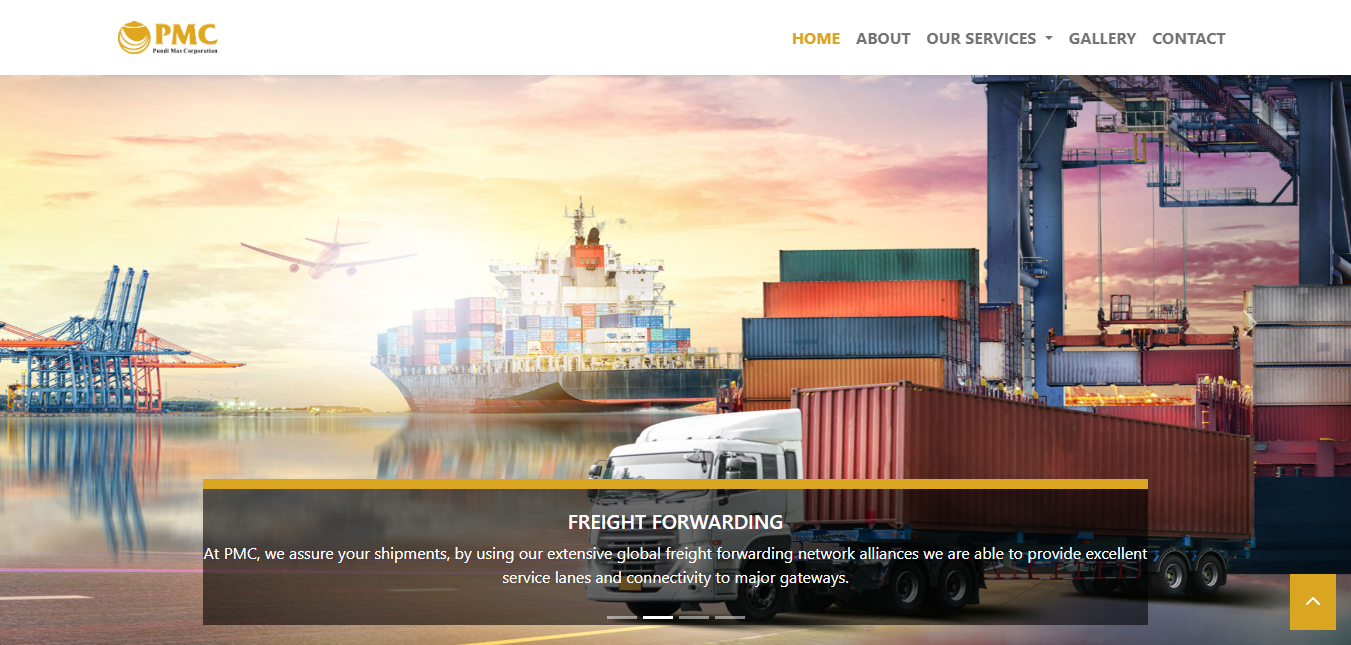 PMC
Pundi Mas Corporation
HOME ABOUT OUR SERVICES GALLERY CONTACT
FREIGHT FORWARDING
At PMC, we assure your shipments, by using our extensive global freight forwarding network alliances we are able to provide excellent
service lanes and connectivity to major gateways.